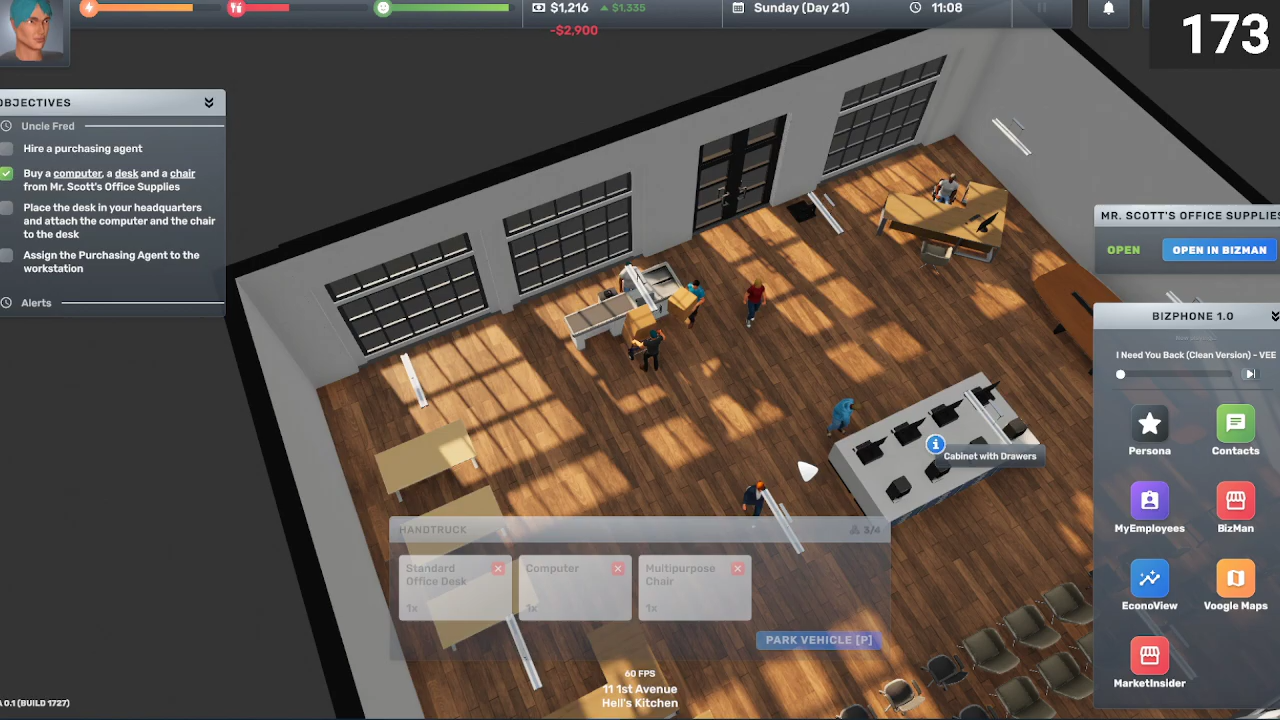 $1,216
$1,335
-$2,900
Sunday (Day 21)
11:08
173
OBJECTIVES
Uncle Fred
Hire a purchasing agent
Buy a computer, a desk and a chair
from Mr. Scott's Office Supplies
Place the desk in your headquarters
and attach the computer and the chair
to the desk
Assign the Purchasing Agent to the
workstation
Alerts
MR. SCOTT'S OFFICE SUPPLIE
OPEN
OPEN IN BIZMAN
BIZPHONE 1.0
I Need You Back (Clean Version) - VEE
Persona
Contacts
MyEmployees
BizMan
EconoView
Voogle Maps
MarketInsider
Cabinet with Drawers
HANDTRUCK
3/4
Standard
Office Desk
1x
Computer
1x
Multipurpose
Chair
1x
PARK VEHICLE [P]
60 FPS
11 1st Avenue
Hell's Kitchen
A 0.1 (BUILD 1727)